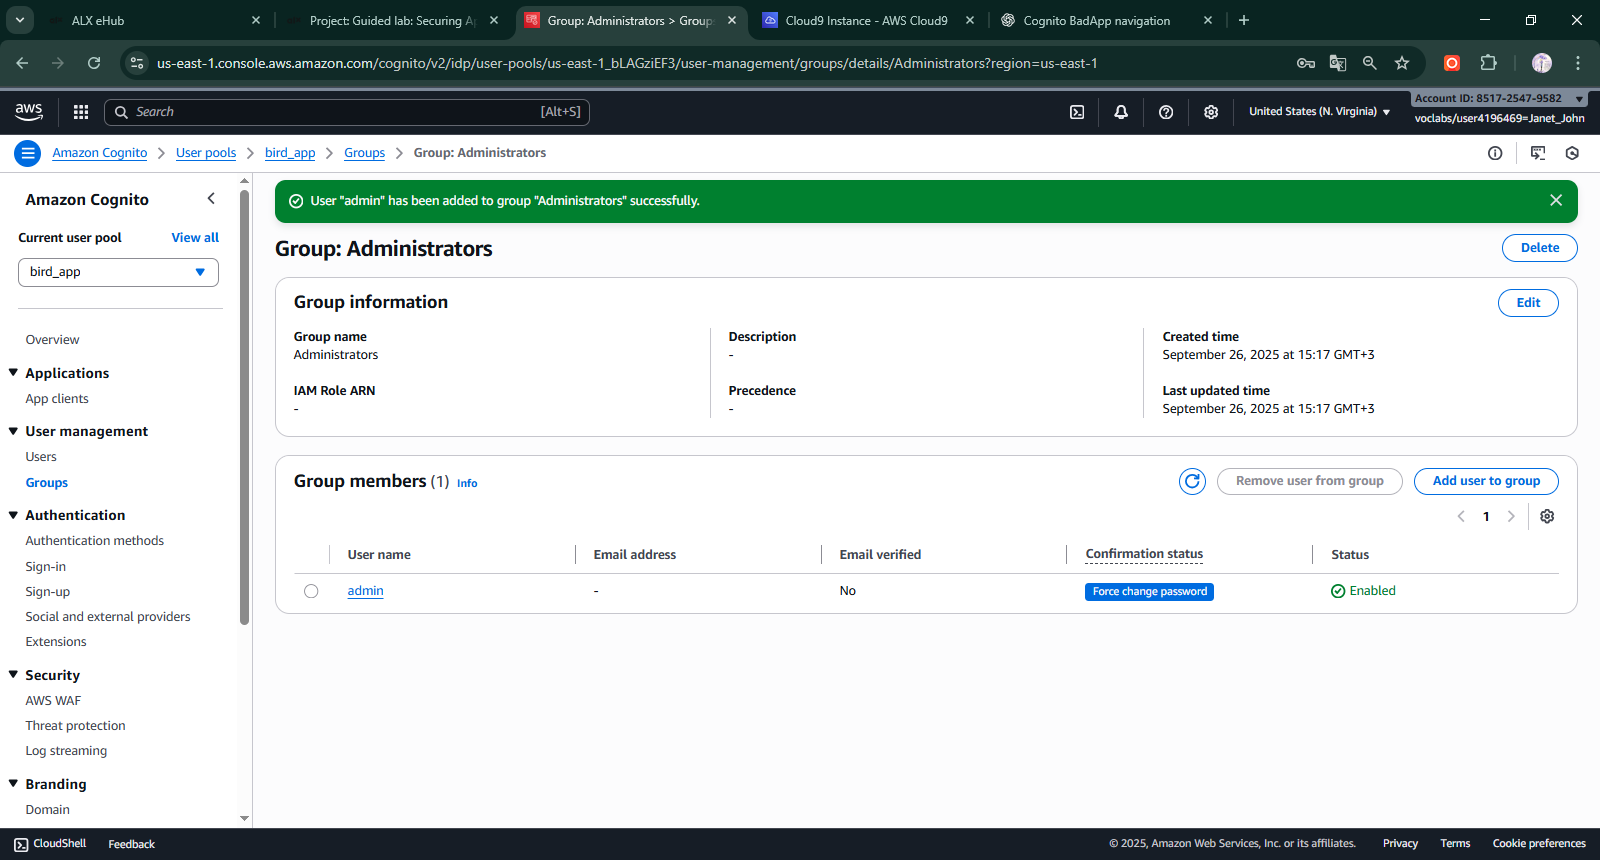 ALX eHub
Project: Guided lab: Securing A
Group: Administrators > Groups
Cloud9 Instance - AWS Cloud9
Cognito BadApp navigation
us-east-1.console.aws.amazon.com/cognito/v2/idp/user-pools/us-east-1_bLAGziEF3/user-management/groups/details/Administrators?region=us-east-1
aws
Search
[Alt+S]
United States (N. Virginia)
Account ID: 8517-2547-9582
voclabs/user4196469=Janet_John
Amazon Cognito > User pools > bird_app > Groups > Group: Administrators
Amazon Cognito
Current user pool
View all
bird_app
Overview
Applications
App clients
User management
Users
Groups
Authentication
Authentication methods
Sign-in
Sign-up
Social and external providers
Extensions
Security
AWS WAF
Threat protection
Log streaming
Branding
Domain
User "admin" has been added to group "Administrators" successfully.
Group: Administrators
Delete
Group information
Edit
Group name
Administrators
IAM Role ARN
-
Description
-
Precedence
-
Created time
September 26, 2025 at 15:17 GMT+3
Last updated time
September 26, 2025 at 15:17 GMT+3
Group members (1) Info
Remove user from group
Add user to group
1
User name
Email address
Email verified
Confirmation status
Status
admin
-
No
Force change password
Enabled
CloudShell
Feedback
© 2025, Amazon Web Services, Inc. or its affiliates.
Privacy
Terms
Cookie preferences